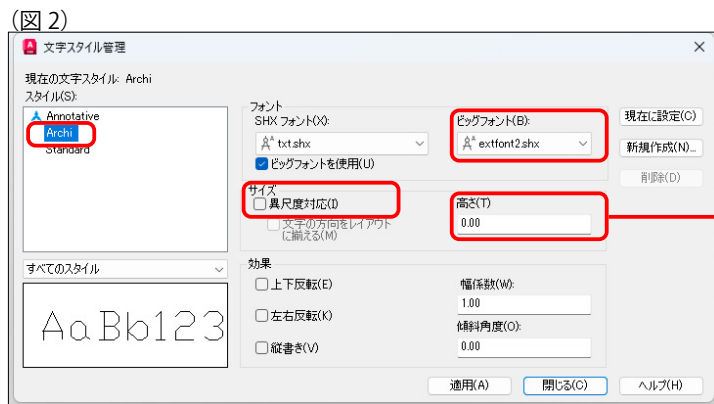 （図 2）
文字スタイル管理
現在の文字スタイル: Archi
スタイル(S):
Annotative
Archi
Standard
すべてのスタイル
AaBb123
フォント
SHX フォント(X):
txt.shx
ビッグフォントを使用(U)
ビッグフォント(B):
extfont2.shx
サイズ
異尺度対応(I)
文字の方向をレイアウト
に揃える(M)
高さ(T)
0.00
効果
上下反転(E)
左右反転(K)
縦書き(V)
幅係数(W):
1.00
傾斜角度(O):
0.00
現在に設定(C)
新規作成(N)...
削除(D)
適用(A)
閉じる(C)
ヘルプ(H)